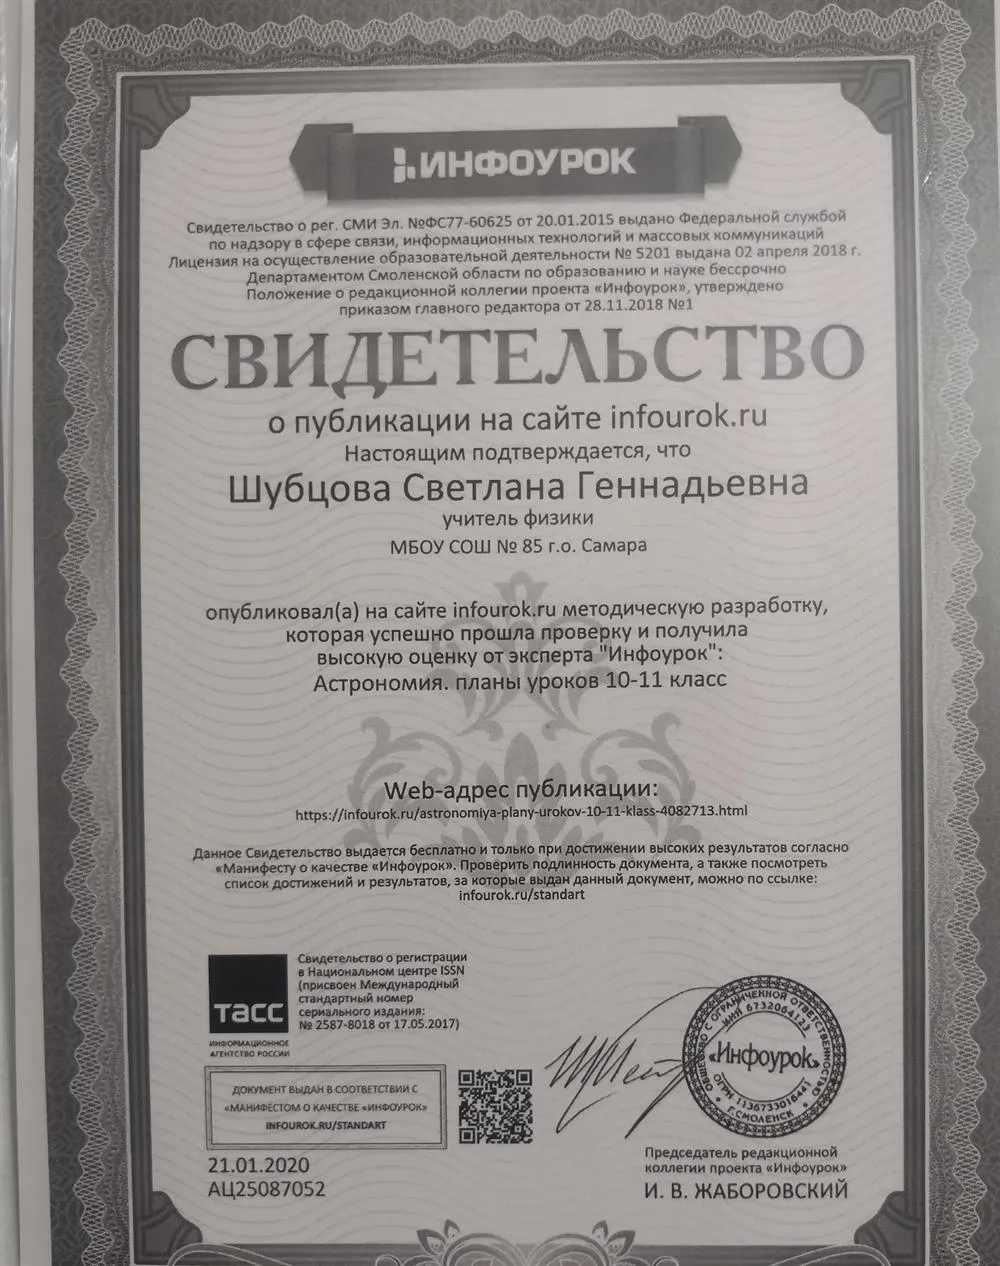 ИНФОУРОК
Свидетельство о рег. СМИ Эл. №ФС77-60625 от 20.01.2015 выдано Федеральной службой
по надзору в сфере связи, информационных технологий и массовых коммуникаций
Лицензия на осуществление образовательной деятельности № 5201 выдана 02 апреля 2018 г.
Департаментом Смоленской области по образованию и науке бессрочно
Положение о редакционной коллегии проекта «Инфоурок», утверждено
приказом главного редактора от 28.11.2018 №1
СВИДЕТЕЛЬСТВО
о публикации на сайте infourok.ru
Настоящим подтверждается, что
Шубцова Светлана Геннадьевна
учитель физики
МБОУ СОШ № 85 г.о. Самара
опубликовал(а) на сайте infourok.ru методическую разработку,
которая успешно прошла проверку и получила
высокую оценку от эксперта "Инфоурок":
Астрономия. планы уроков 10-11 класс
Web-адрес публикации:
https://infourok.ru/astronomiya-plany-urokov-10-11-klass-4082713.html
Данное Свидетельство выдается бесплатно и только при достижении высоких результатов согласно
«Манифесту о качестве «Инфоурок». Проверить подлинность документа, а также посмотреть
список достижений и результатов, за которые выдан данный документ, можно по ссылке:
infourok.ru/standart
тасс
ИНФОРМАЦИОННОЕ
АГЕНТСТВО РОССИИ
Свидетельство о регистрации
в Национальном центре ISSN
(присвоен Международный
стандартный номер
сериального издания:
№ 2587-8018 от 17.05.2017)
ДОКУМЕНТ ВЫДАН В СООТВЕТСТВИИ С
«МАНИФЕСТОМ О КАЧЕСТВЕ «ИНФОУРОК»
INFOUROK.RU/STANDART
21.01.2020
АЦ25087052
ОБЩЕСТВО С ОГРАНИЧЕННОЙ ОТВЕТСТВЕННОСТЬЮ
ИНН 6732064123
«Инфоурок»
ОГРН 1136733016441
Г.СМОЛЕНСК
Председатель редакционной
коллегии проекта «Инфоурок»
И. В. ЖАБОРОВСКИЙ